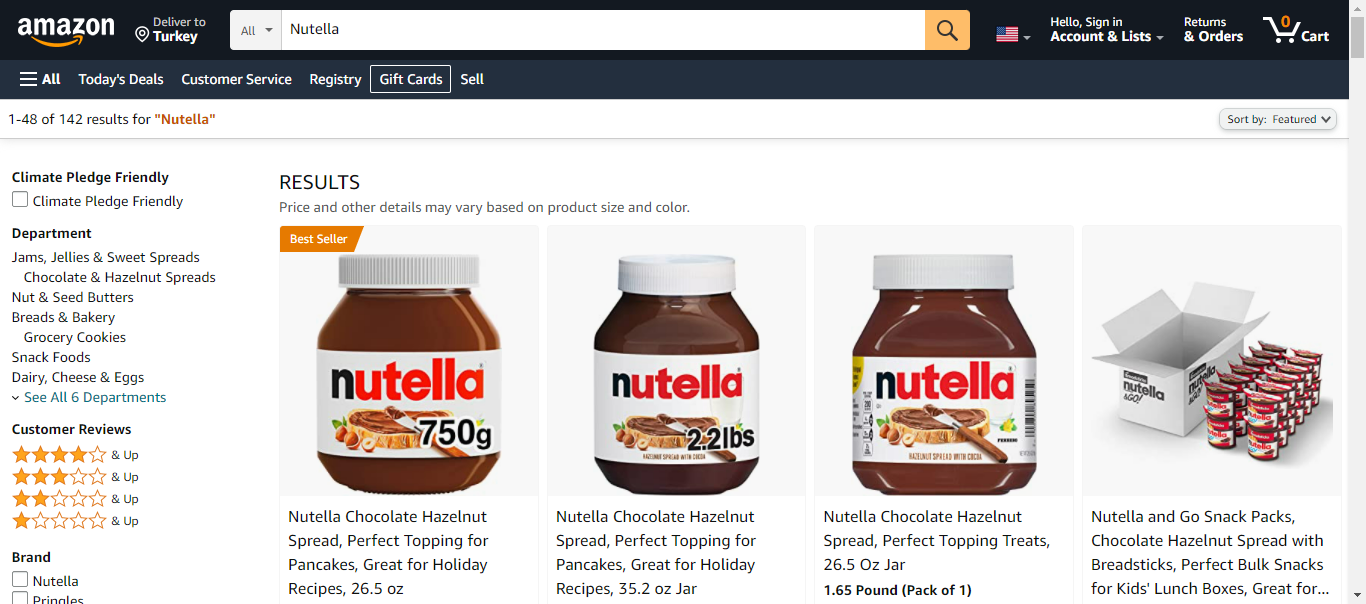 amazon
Deliver to
Turkey
All
Nutella
Hello, Sign in
Account & Lists
Returns
& Orders
0
Cart
All
Today's Deals
Customer Service
Registry
Gift Cards
Sell
1-48 of 142 results for "Nutella"
Sort by: Featured
Climate Pledge Friendly
Climate Pledge Friendly
Department
Jams, Jellies & Sweet Spreads
Chocolate & Hazelnut Spreads
Nut & Seed Butters
Breads & Bakery
Grocery Cookies
Snack Foods
Dairy, Cheese & Eggs
See All 6 Departments
Customer Reviews
& Up
& Up
& Up
& Up
Brand
Nutella
Pringles
RESULTS
Price and other details may vary based on product size and color.
Best Seller
nutella
750g
Nutella Chocolate Hazelnut
Spread, Perfect Topping for
Pancakes, Great for Holiday
Recipes, 26.5 oz
nutella
2.2lbs
HAZELNUT SPREAD WITH COCOA
Nutella Chocolate Hazelnut
Spread, Perfect Topping for
Pancakes, Great for Holiday
Recipes, 35.2 oz Jar
nutella
FERRERO
HAZELNUT SPREAD WITH COCOA
Nutella Chocolate Hazelnut
Spread, Perfect Topping Treats,
26.5 Oz Jar
1.65 Pound (Pack of 1)
nutella
&GO!
Nutella and Go Snack Packs,
Chocolate Hazelnut Spread with
Breadsticks, Perfect Bulk Snacks
for Kids' Lunch Boxes, Great for...